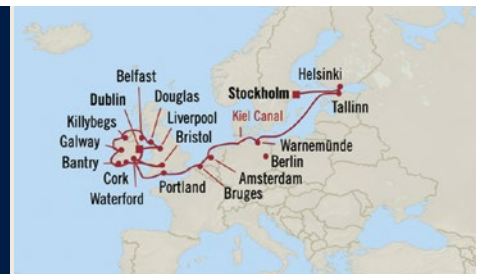 Helsinki
Belfast
Stockholm
Dublin
Douglas
Tallinn
Killybegs
Liverpool
Kiel Canal
Galway
Bristol
Warnemünde
Bantry
Berlin
Cork
Amsterdam
Waterford
Portland
Bruges